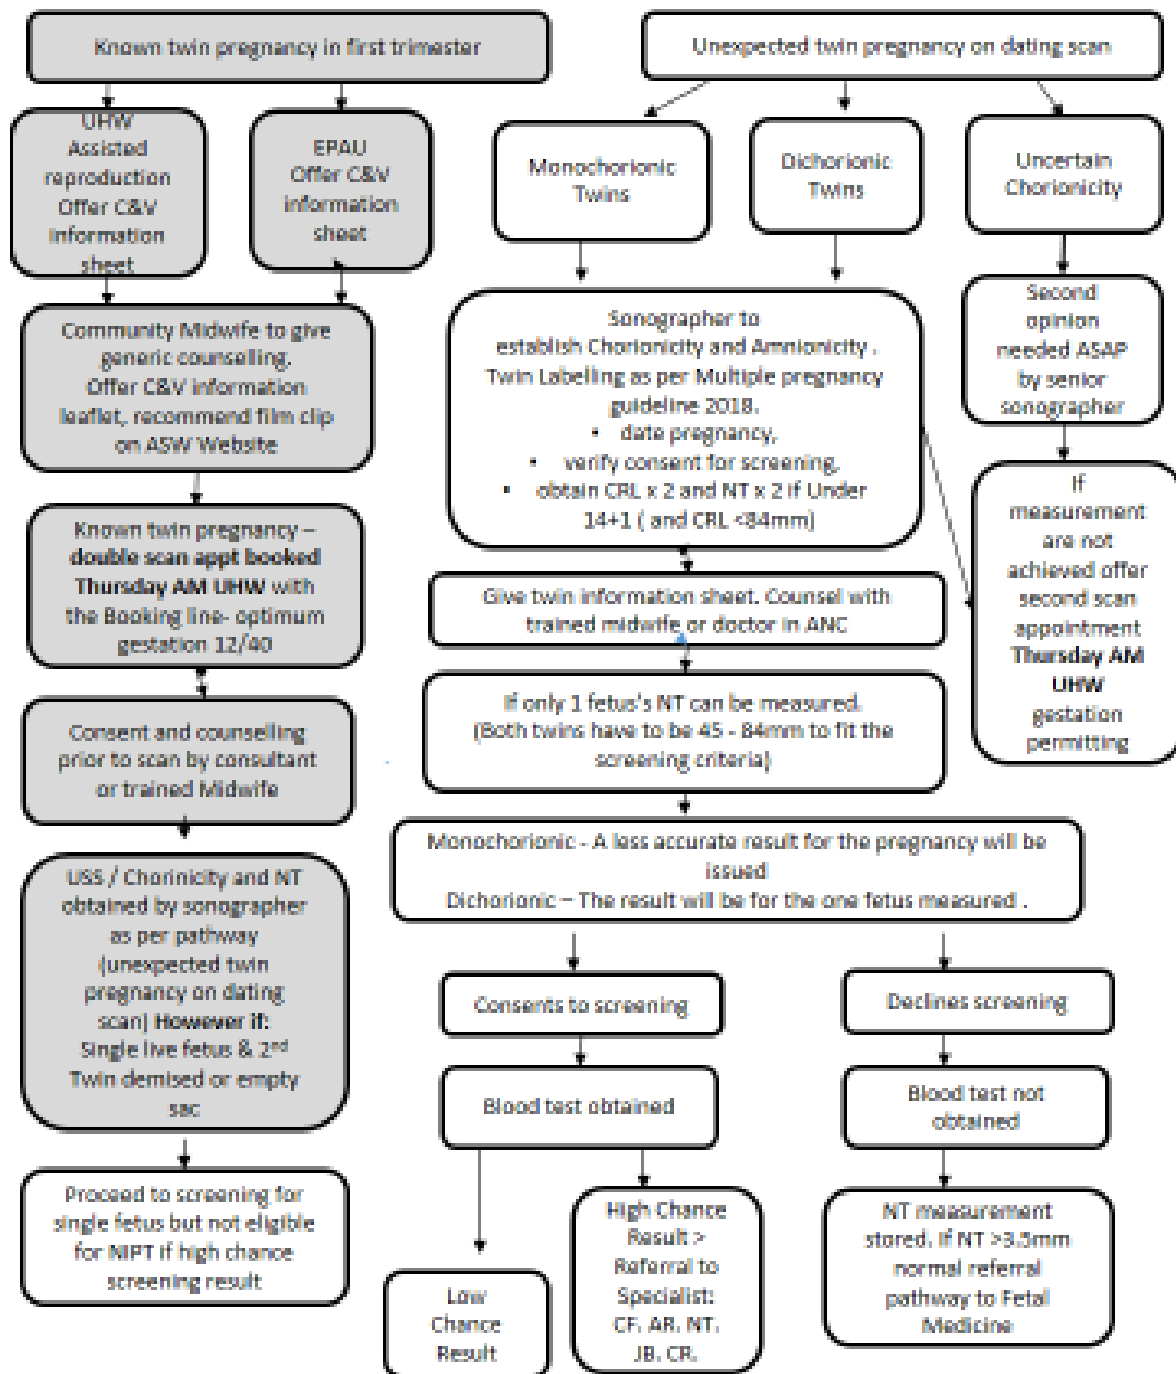 Known twin pregnancy in first trimester
Unexpected twin pregnancy on dating scan
UHW
Assisted
reproduction
Offer C&V
information
sheet
EPAU
Offer C&V
information
sheet
Monochorionic
Twins
Dichorionic
Twins
Uncertain
Chorionicity
Community Midwife to give
generic counselling.
Offer C&V information
leaflet, recommend film clip
on ASW Website
Sonographer to
establish Chorionicity and Amnionicity .
Twin Labelling as per Multiple pregnancy
guideline 2018.
• date pregnancy,
• verify consent for screening,
• obtain CRL x 2 and NT x 2 if Under
14+1 ( and CRL <84mm)
Second
opinion
needed ASAP
by senior
sonographer
Known twin pregnancy –
double scan appt booked
Thursday AM UHW with
the Booking line- optimum
gestation 12/40
If
measurement
are not
achieved offer
second scan
appointment
Thursday AM
UHW
gestation
permitting
Give twin information sheet. Counsel with
trained midwife or doctor in ANC
Consent and counselling
prior to scan by consultant
or trained Midwife
If only 1 fetus's NT can be measured.
(Both twins have to be 45 - 84mm to fit the
screening criteria)
Monochorionic - A less accurate result for the pregnancy will be
issued
Dichorionic – The result will be for the one fetus measured .
USS / Chorinicity and NT
obtained by sonographer
as per pathway
(unexpected twin
pregnancy on dating
scan) However if:
Single live fetus & 2nd
Twin demised or empty
sac
Consents to screening
Declines screening
Blood test obtained
Blood test not
obtained
Proceed to screening for
single fetus but not eligible
for NIPT if high chance
screening result
Low
Chance
Result
High Chance
Result >
Referral to
Specialist:
CF. AR. NT.
JB. CR.
NT measurement
stored. If NT >3.5mm
normal referral
pathway to Fetal
Medicine